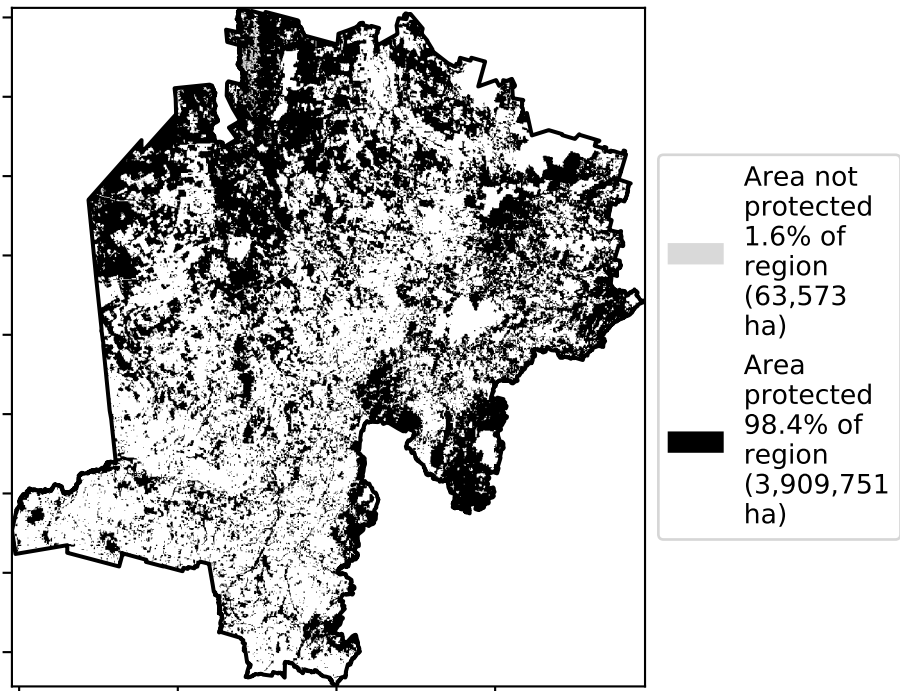 Area not
protected
1.6% of
region
(63,573
ha)
Area
protected
98.4% of
region
(3,909,751
ha)